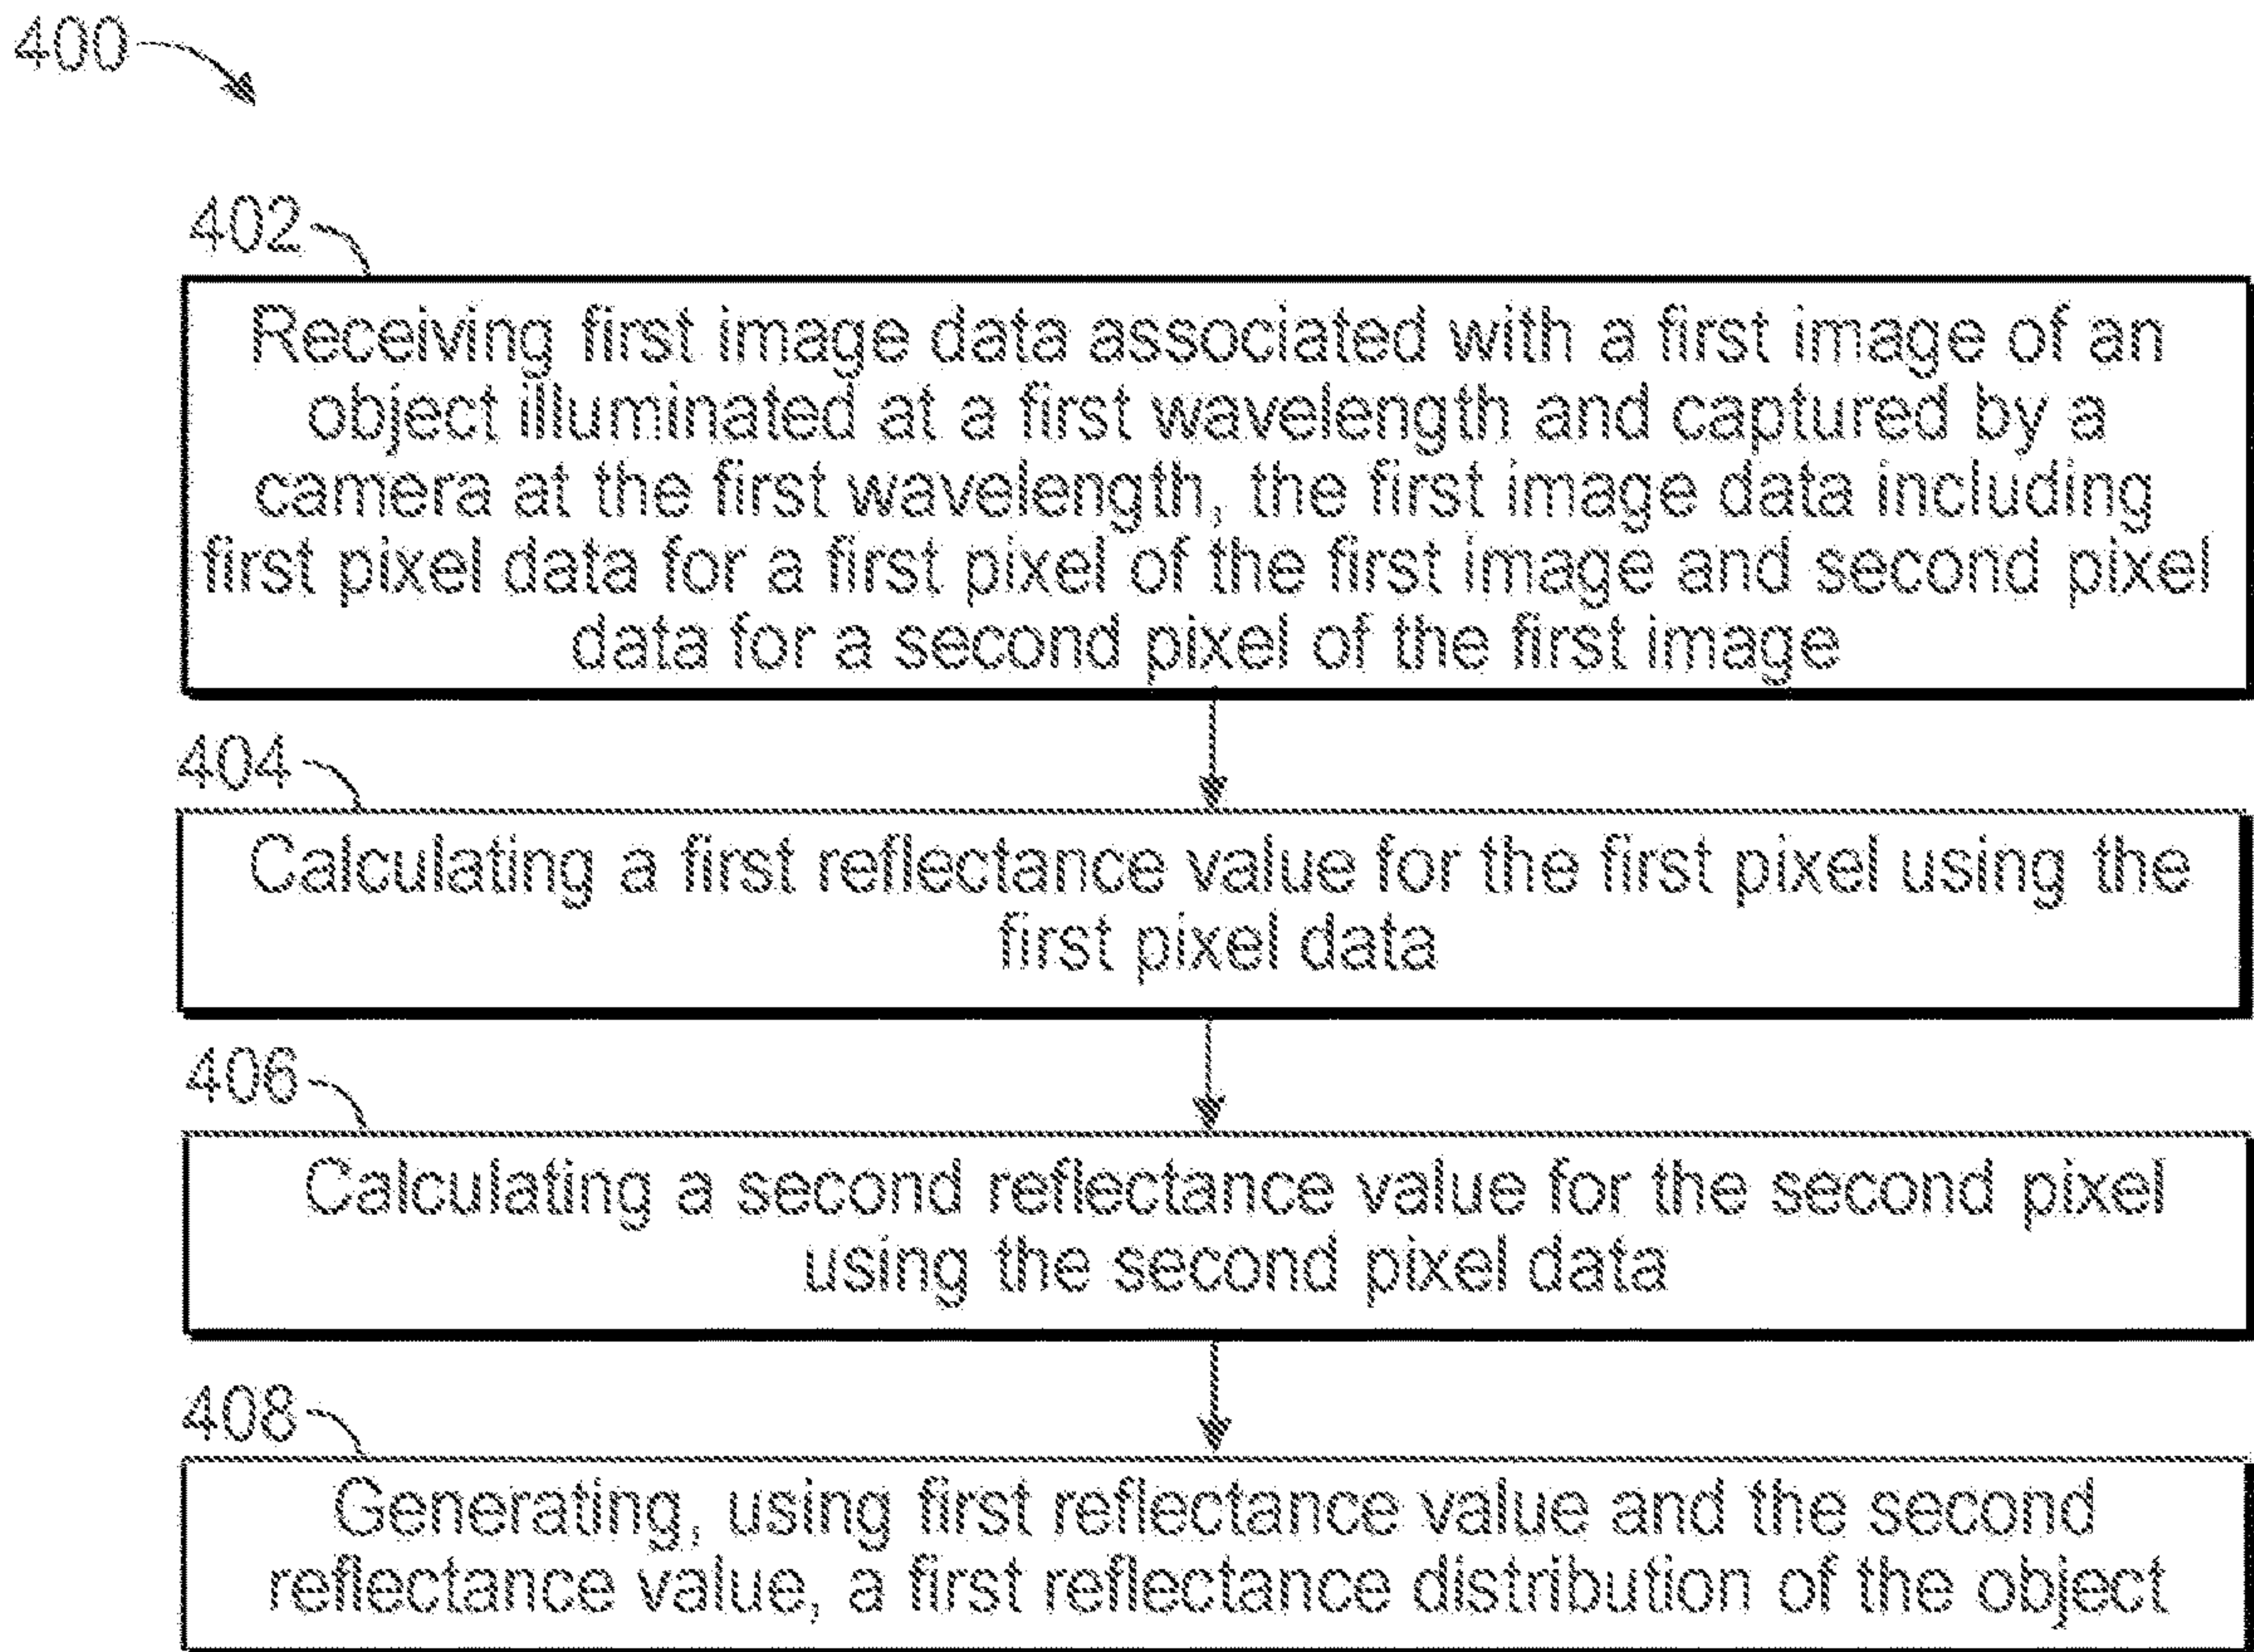 400
402
Receiving first image data associated with a first image of an
object illuminated at a first wavelength and captured by a
camera at the first wavelength, the first image data including
first pixel data for a first pixel of the first image and second pixel
data for a second pixel of the first image
404
Calculating a first reflectance value for the first pixel using the
first pixel data
406
Calculating a second reflectance value for the second pixel
using the second pixel data
408
Generating, using first reflectance value and the second
reflectance value, a first reflectance distribution of the object